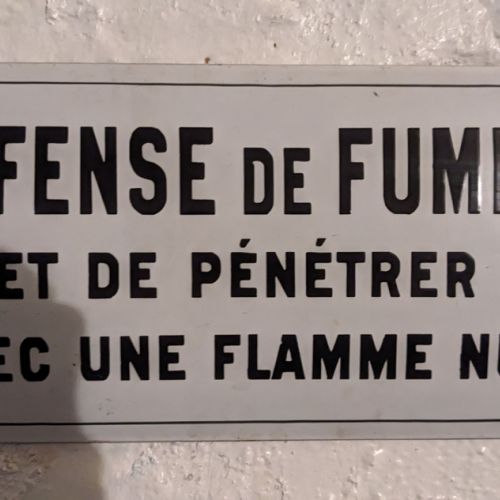 FENSE DE FUM
ET DE PÉNÉTRER
EC UNE FLAMME NU